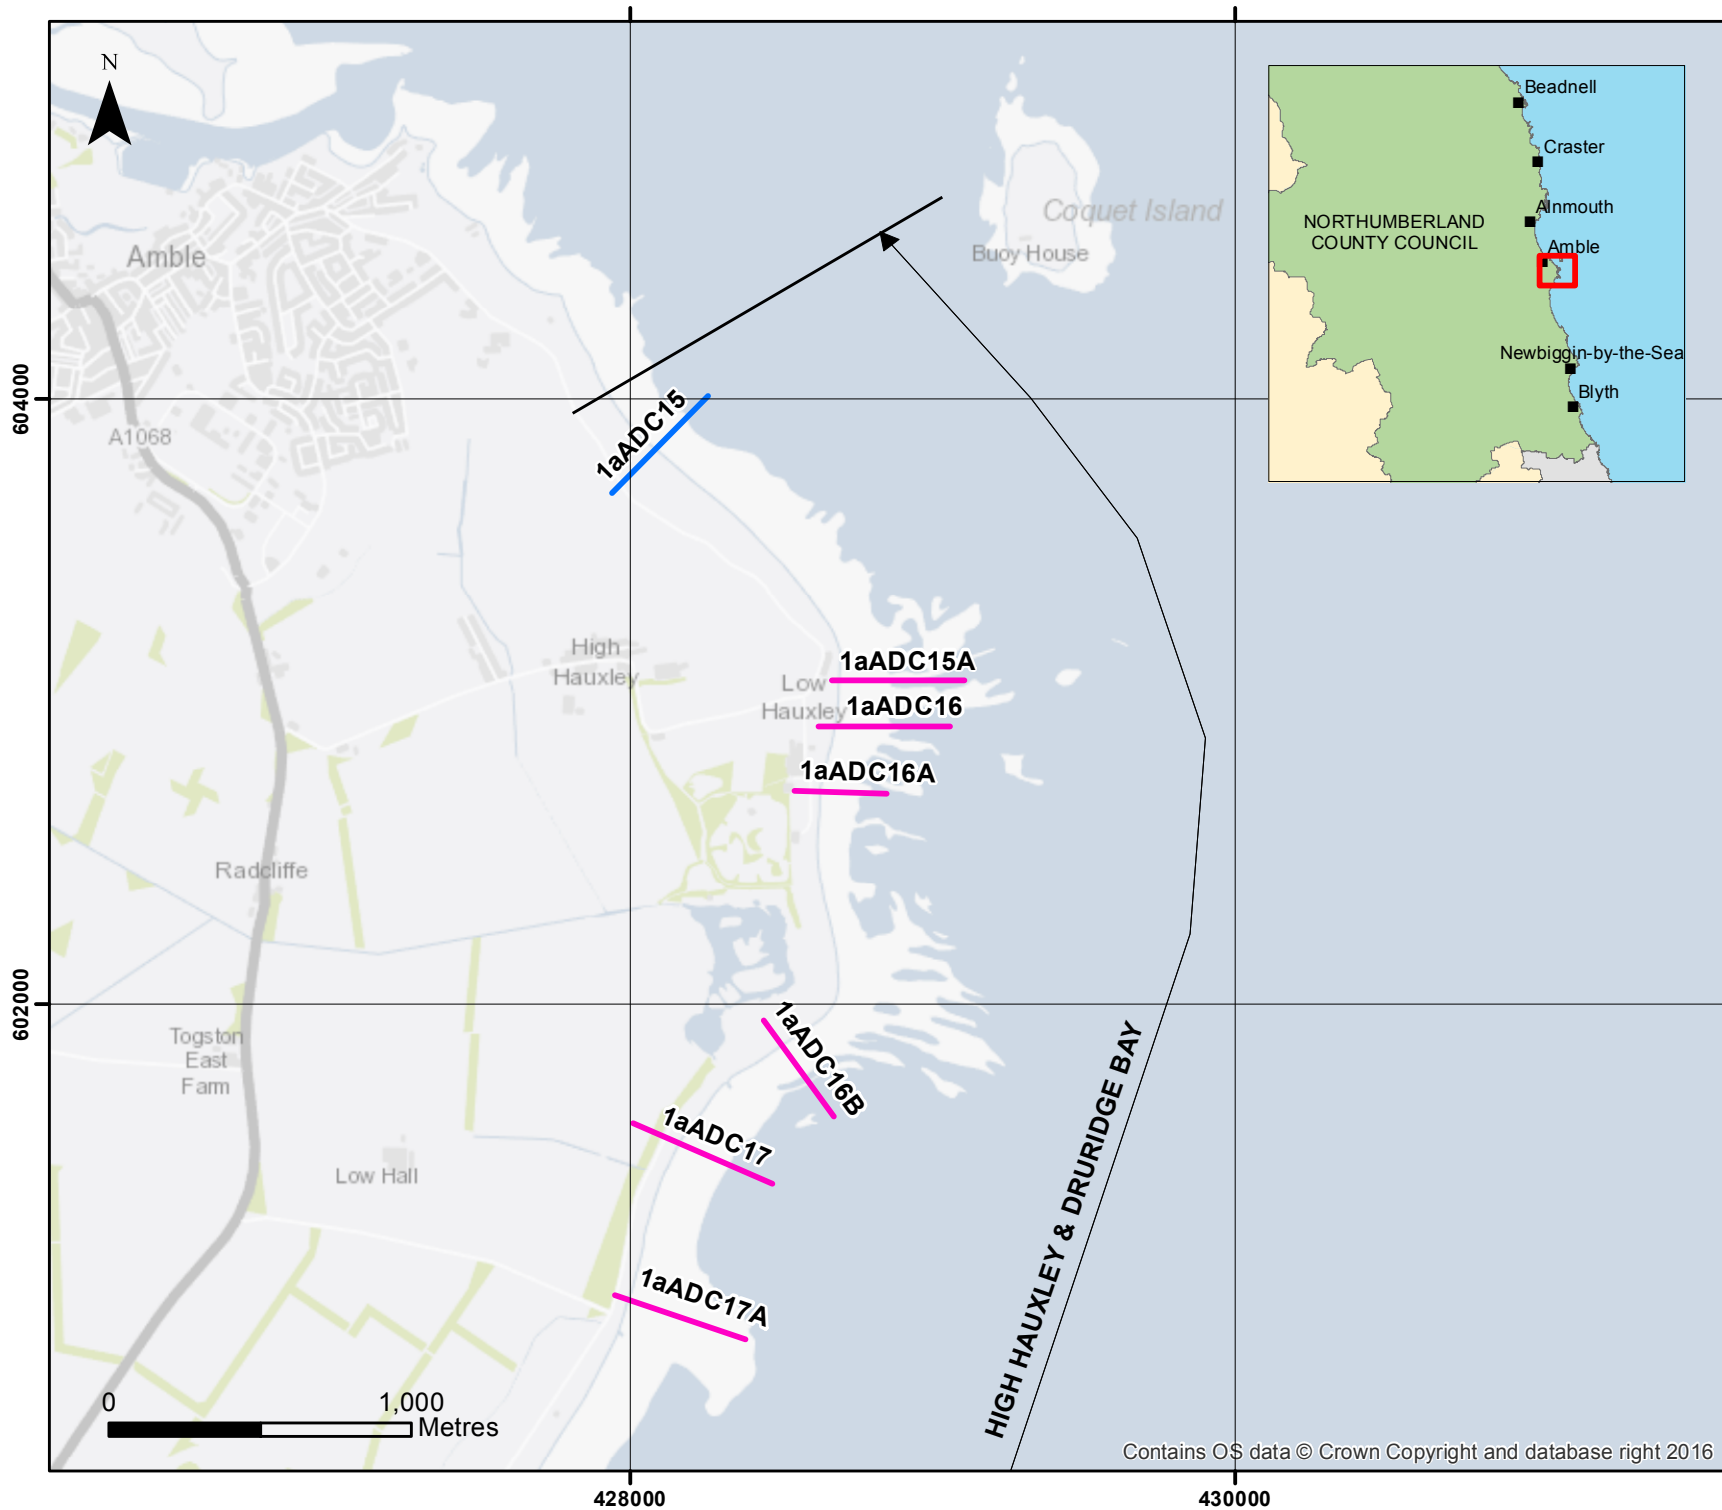 N
Beadnell
Craster
Alnmouth
NORTHUMBERLAND
COUNTY COUNCIL
Amble
Newbiggin-by-the-Sea
Blyth
Coquet Island
Buoy House
Amble
604000
A1068
1aADC15
High
Hauxley
1aADC15A
Low
Hauxley
1aADC16
1aADC16A
Radcliffe
602000
Togston
East
Farm
1aADC16B
1aADC17
Low Hall
HIGH HAUXLEY & DRURIDGE BAY
1aADC17A
0 1,000
Metres
Contains OS data © Crown Copyright and database right 2016
428000
430000